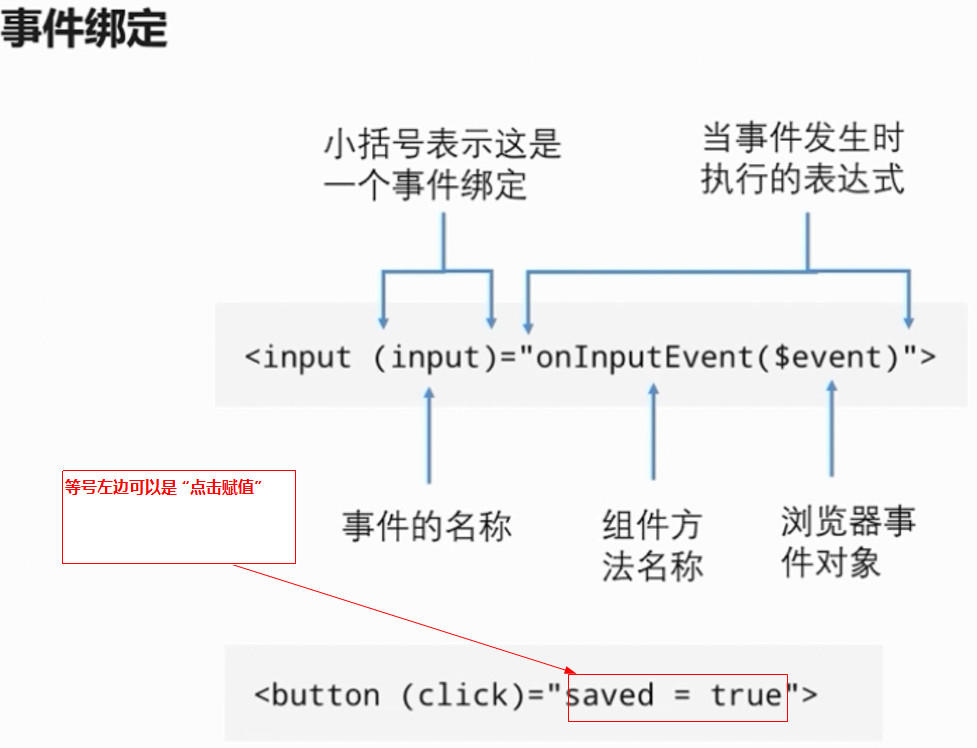 事件绑定
小括号表示这是
一个事件绑定
当事件发生时
执行的表达式
<input (input)="onInputEvent($event)">
等号左边可以是 “点击赋值”
事件的名称
组件方
法名称
浏览器事
件对象
<button (click)="saved = true">